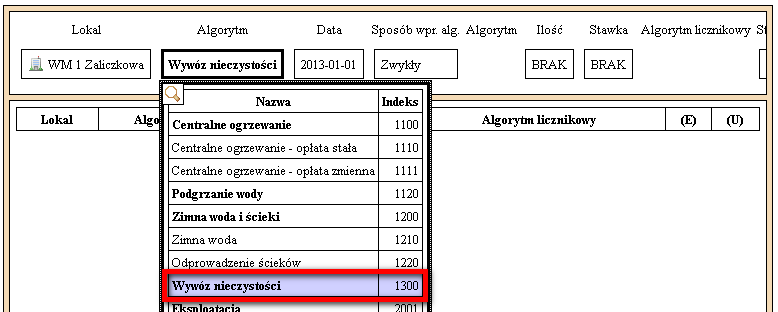 Lokal Algorytm Data Sposób wpr. alg. Algorytm Ilość Stawka Algorytm licznikowy
WM 1 Zaliczkowa Wywóz nieczystości 2013-01-01 Zwykły BRAK BRAK
Lokal Algorytm licznikowy (E) (U)
Nazwa Indeks
Centralne ogrzewanie 1100
Centralne ogrzewanie - opłata stała 1110
Centralne ogrzewanie - opłata zmienna 1111
Podgrzanie wody 1120
Zimna woda i ścieki 1200
Zimna woda 1210
Odprowadzenie ścieków 1220
Wywóz nieczystości 1300
Eksploatacja 2001